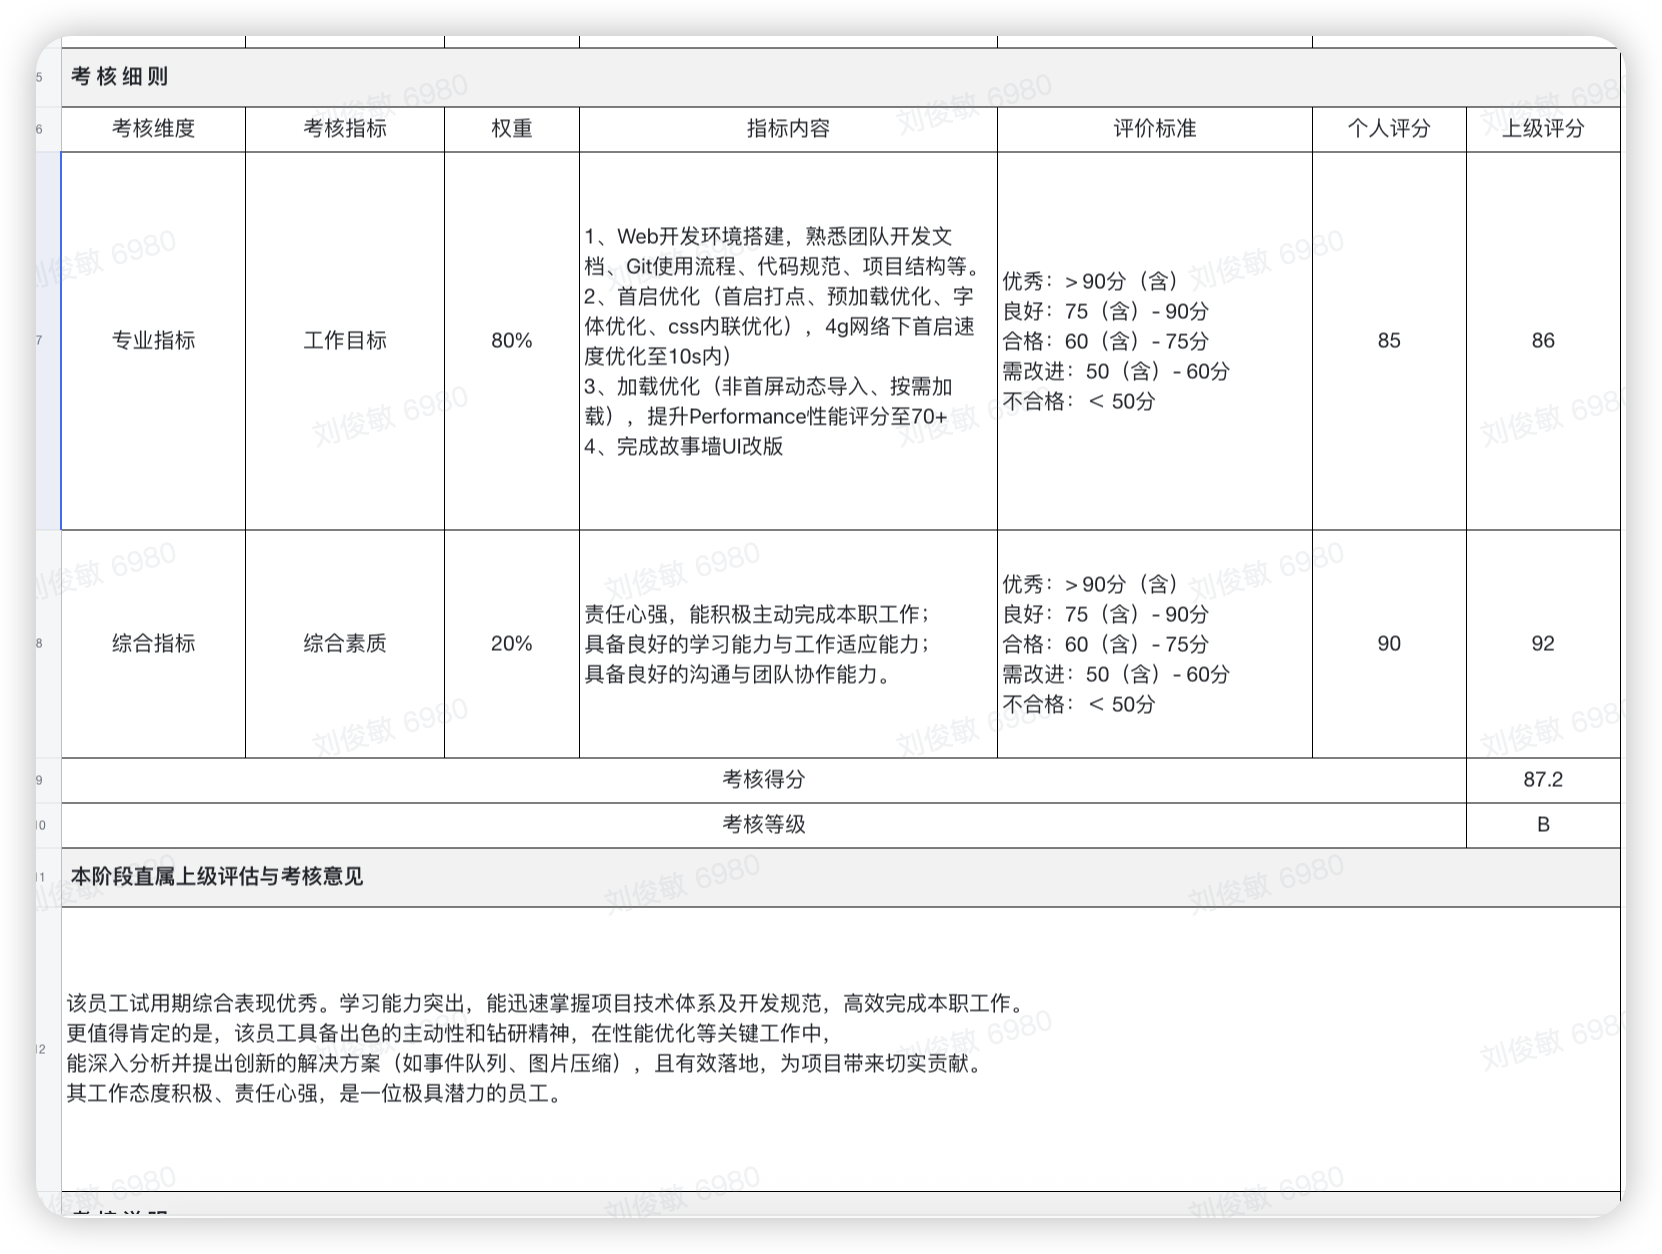 5
考核细则
6
考核维度 考核指标 权重 指标内容 评价标准 个人评分 上级评分
7
专业指标
工作目标
80%
1、Web开发环境搭建，熟悉团队开发文
档、Git使用流程、代码规范、项目结构等。
2、首启优化（首启打点、预加载优化、字
体优化、css内联优化），4g网络下首启速
度优化至10s内）
3、加载优化（非首屏动态导入、按需加
载），提升Performance性能评分至70+
4、完成故事墙UI改版
优秀：＞90分（含）
良好：75（含）- 90分
合格：60（含）- 75分
需改进：50（含）- 60分
不合格：＜ 50分
85
86
8
综合指标
综合素质
20%
责任心强，能积极主动完成本职工作；
具备良好的学习能力与工作适应能力；
具备良好的沟通与团队协作能力。
优秀：＞90分（含）
良好：75（含）- 90分
合格：60（含）- 75分
需改进：50（含）- 60分
不合格：＜ 50分
90
92
9
考核得分 87.2
10
考核等级 B
11
本阶段直属上级评估与考核意见
12
该员工试用期综合表现优秀。学习能力突出，能迅速掌握项目技术体系及开发规范，高效完成本职工作。
更值得肯定的是，该员工具备出色的主动性和钻研精神，在性能优化等关键工作中，
能深入分析并提出创新的解决方案（如事件队列、图片压缩），且有效落地，为项目带来切实贡献。
其工作态度积极、责任心强，是一位极具潜力的员工。
刘俊敏 6980